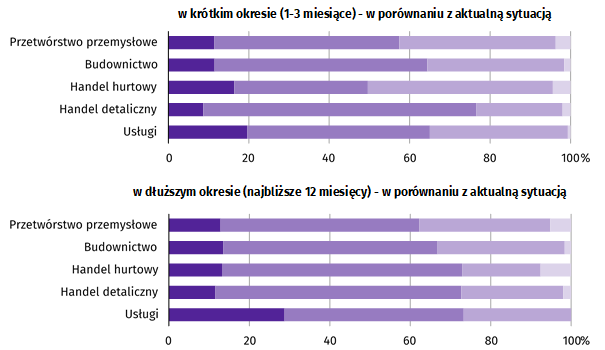 w krótkim okresie (1-3 miesiące) - w porównaniu z aktualną sytuacją
Przetwórstwo przemysłowe
Budownictwo
Handel hurtowy
Handel detaliczny
Usługi
0 20 40 60 80 100%
w dłuższym okresie (najbliższe 12 miesięcy) - w porównaniu z aktualną sytuacją
Przetwórstwo przemysłowe
Budownictwo
Handel hurtowy
Handel detaliczny
Usługi
0 20 40 60 80 100%